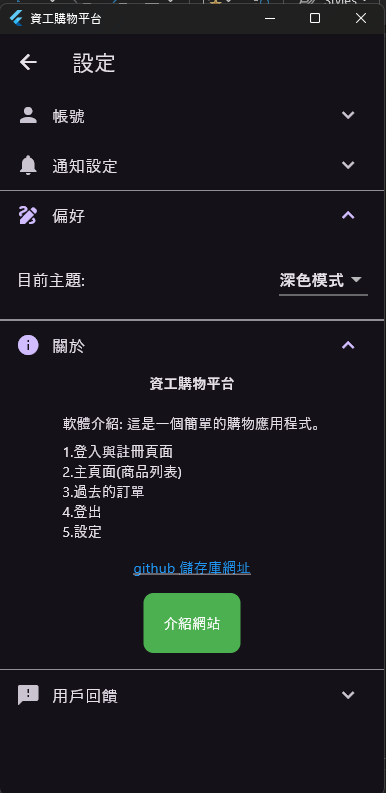 資工購物平台
設定
帳號
通知設定
偏好
目前主題: 深色模式
關於
資工購物平台
軟體介紹: 這是一個簡單的購物應用程式。
1.登入與註冊頁面
2.主頁面(商品列表)
3.過去的訂單
4.登出
5.設定
github 儲存庫網址
介紹網站
用戶回饋